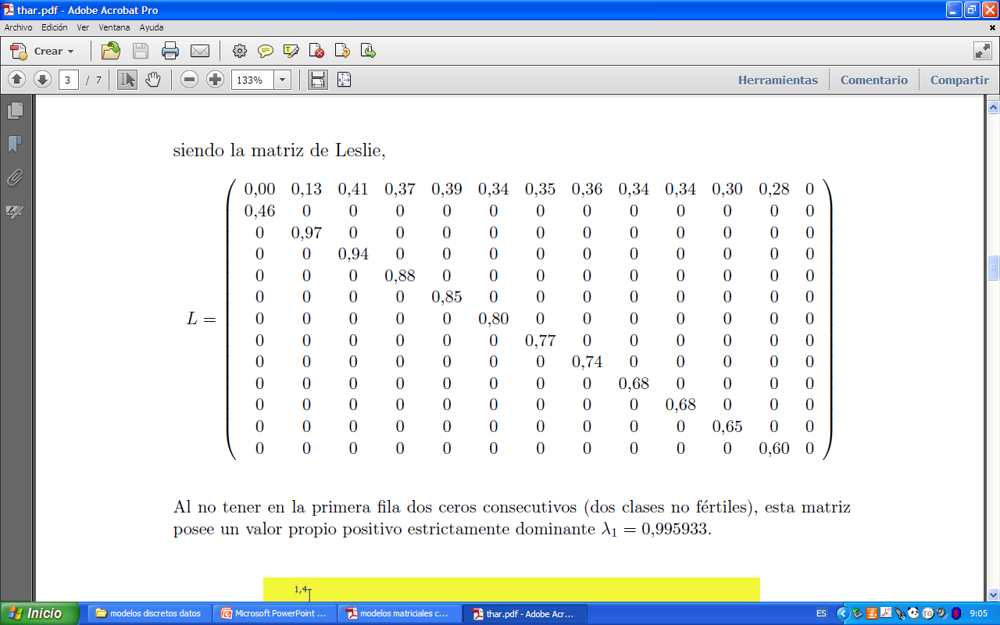 thar.pdf - Adobe Acrobat Pro
Archivo Edición Ver Ventana Ayuda
Crear
3 / 7 133% Herramientas Comentario Compartir
siendo la matriz de Leslie,
0,00 0,13 0,41 0,37 0,39 0,34 0,35 0,36 0,34 0,34 0,30 0,28 0
0,46 0 0 0 0 0 0 0 0 0 0 0 0
0 0,97 0 0 0 0 0 0 0 0 0 0 0
0 0 0,94 0 0 0 0 0 0 0 0 0 0
0 0 0 0,88 0 0 0 0 0 0 0 0 0
0 0 0 0 0,85 0 0 0 0 0 0 0 0
L = 0 0 0 0 0 0,80 0 0 0 0 0 0 0
0 0 0 0 0 0 0,77 0 0 0 0 0 0
0 0 0 0 0 0 0 0,74 0 0 0 0 0
0 0 0 0 0 0 0 0 0,68 0 0 0 0
0 0 0 0 0 0 0 0 0 0,68 0 0 0
0 0 0 0 0 0 0 0 0 0 0,65 0 0
0 0 0 0 0 0 0 0 0 0 0 0,60 0
Al no tener en la primera fila dos ceros consecutivos (dos clases no fértiles), esta matriz
posee un valor propio positivo estrictamente dominante λ₁ = 0,995933.
1,4
Inicio modelos discretos datos Microsoft PowerPoint ... modelos matriciales c... thar.pdf - Adobe Acr... ES 9:05